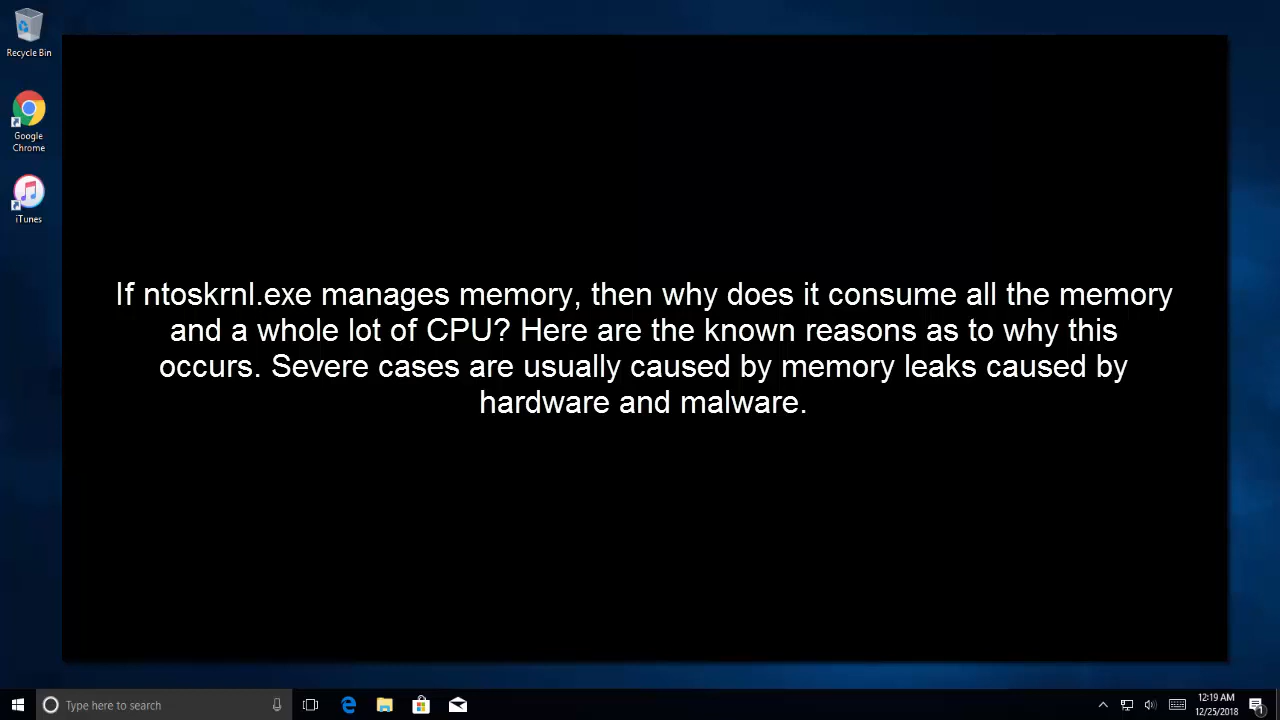 Recycle Bin
Google
Chrome
iTunes
If ntoskrnl.exe manages memory, then why does it consume all the memory
and a whole lot of CPU? Here are the known reasons as to why this
occurs. Severe cases are usually caused by memory leaks caused by
hardware and malware.
Type here to search
12:19 AM
12/25/2018
1